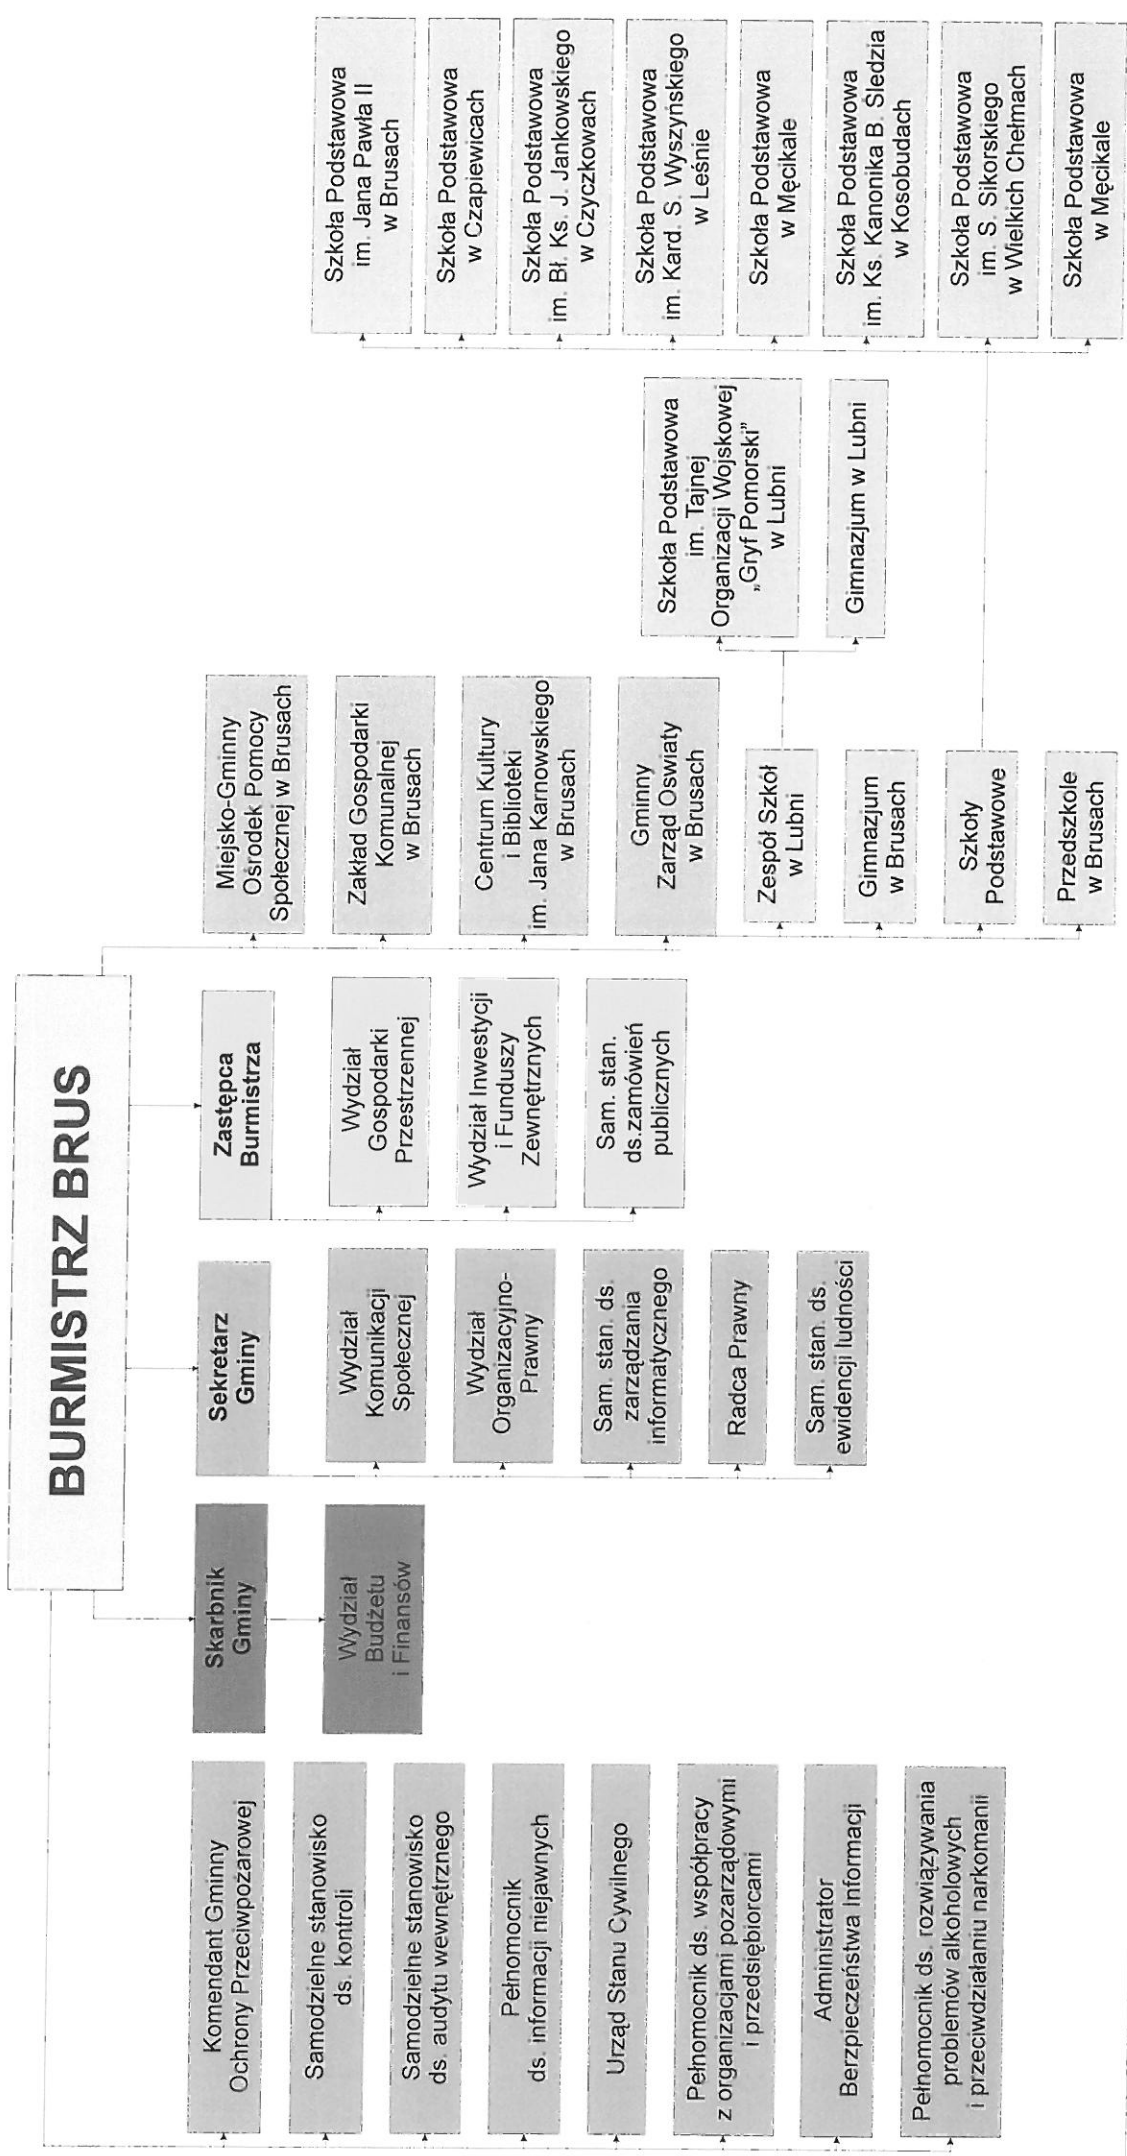 BURMISTRZ BRUS
Komendant Gminny
Ochrony Przeciwpożarowej
Samodzielne stanowisko
ds. kontroli
Samodzielne stanowisko
ds. audytu wewnętrznego
Pełnomocnik
ds. informacji niejawnych
Urząd Stanu Cywilnego
Pełnomocnik ds. współpracy
z organizacjami pozarządowymi
i przedsiębiorcami
Administrator
Berzpieczeństwa Informacji
Pełnomocnik ds. rozwiązywania
problemów alkoholowych
i przeciwdziałaniu narkomanii
Skarbnik
Gminy
Wydział
Budżetu
i Finansów
Sekretarz
Gminy
Wydział
Komunikacji
Społecznej
Wydział
Organizacyjno-
Prawny
Sam. stan. ds.
zarządzania
informatycznego
Radca Prawny
Sam. stan. ds.
ewidencji ludności
Zastępca
Burmistrza
Wydział
Gospodarki
Przestrzennej
Wydział Inwestycji
i Funduszy
Zewnętrznych
Sam. stan.
ds.zamówień
publicznych
Miejsko-Gminny
Ośrodek Pomocy
Społecznej w Brusach
Zakład Gospodarki
Komunalnej
w Brusach
Centrum Kultury
i Biblioteki
im. Jana Karnowskiego
w Brusach
Gminny
Zarząd Oświaty
w Brusach
Zespół Szkół
w Lubni
Gimnazjum
w Brusach
Szkoły
Podstawowe
Przedszkole
w Brusach
Szkoła Podstawowa
im. Tajnej
Organizacji Wojskowej
„Gryf Pomorski”
w Lubni
Gimnazjum w Lubni
Szkoła Podstawowa
im. Jana Pawła II
w Brusach
Szkoła Podstawowa
w Czapiewicach
Szkoła Podstawowa
im. Bł. Ks. J. Jankowskiego
w Czyczkowach
Szkoła Podstawowa
im. Kard. S. Wyszyńskiego
w Leśnie
Szkoła Podstawowa
w Męcikale
Szkoła Podstawowa
im. Ks. Kanonika B. Śledzia
w Kosobudach
Szkoła Podstawowa
im. S. Sikorskiego
w Wielkich Chełmach
Szkoła Podstawowa
w Męcikale